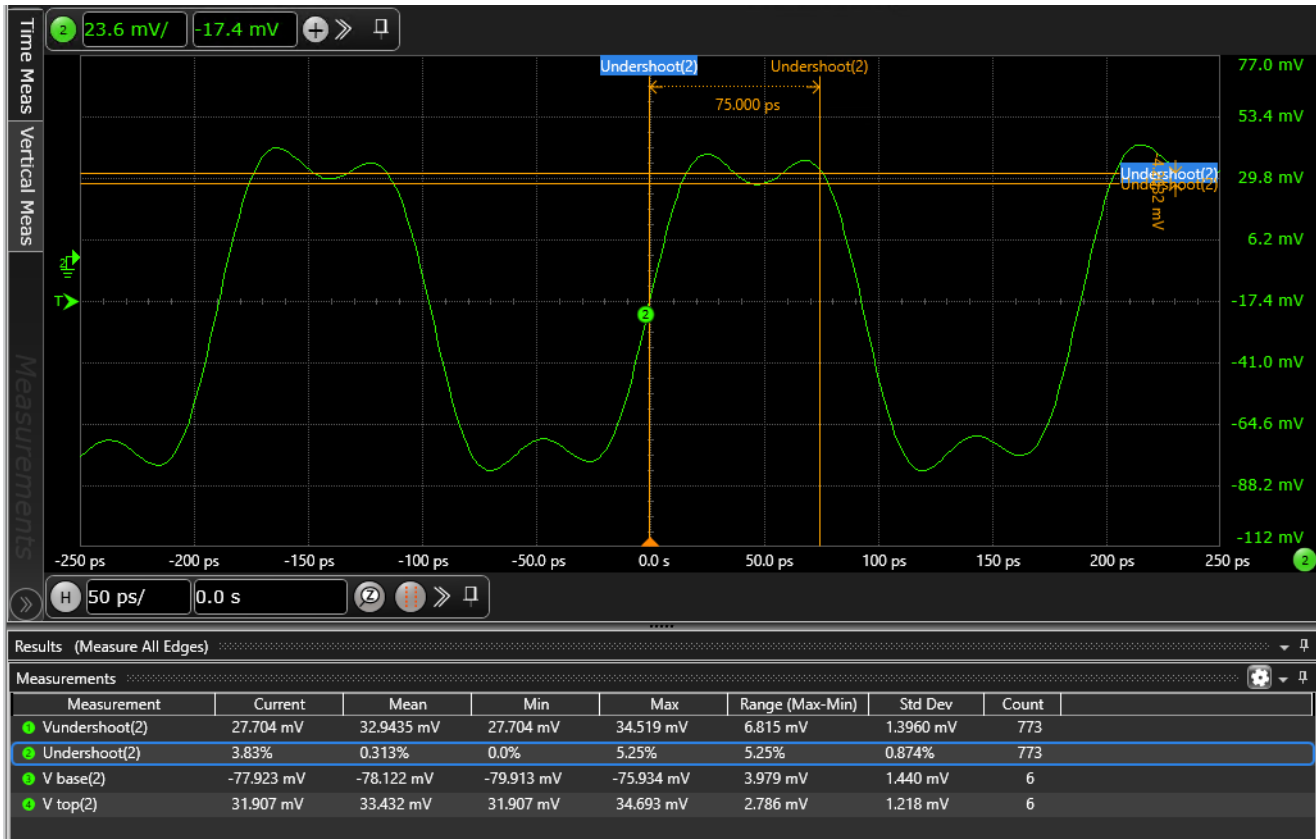 Time Meas
Vertical Meas
Measurements
2 23.6 mV/ -17.4 mV
Undershoot(2) Undershoot(2)
75.000 ps
77.0 mV
53.4 mV
29.8 mV
6.2 mV
-17.4 mV
-41.0 mV
-64.6 mV
-88.2 mV
-112 mV
Undershoot(2)
2
T
2
-250 ps -200 ps -150 ps -100 ps -50.0 ps 0.0 s 50.0 ps 100 ps 150 ps 200 ps 250 ps 2
H 50 ps/ 0.0 s Z
Results (Measure All Edges)
Measurements
Measurement Current Mean Min Max Range (Max-Min) Std Dev Count
1 Vundershoot(2) 27.704 mV 32.9435 mV 27.704 mV 34.519 mV 6.815 mV 1.3960 mV 773
2 Undershoot(2) 3.83% 0.313% 0.0% 5.25% 5.25% 0.874% 773
3 V base(2) -77.923 mV -78.122 mV -79.913 mV -75.934 mV 3.979 mV 1.440 mV 6
4 V top(2) 31.907 mV 33.432 mV 31.907 mV 34.693 mV 2.786 mV 1.218 mV 6